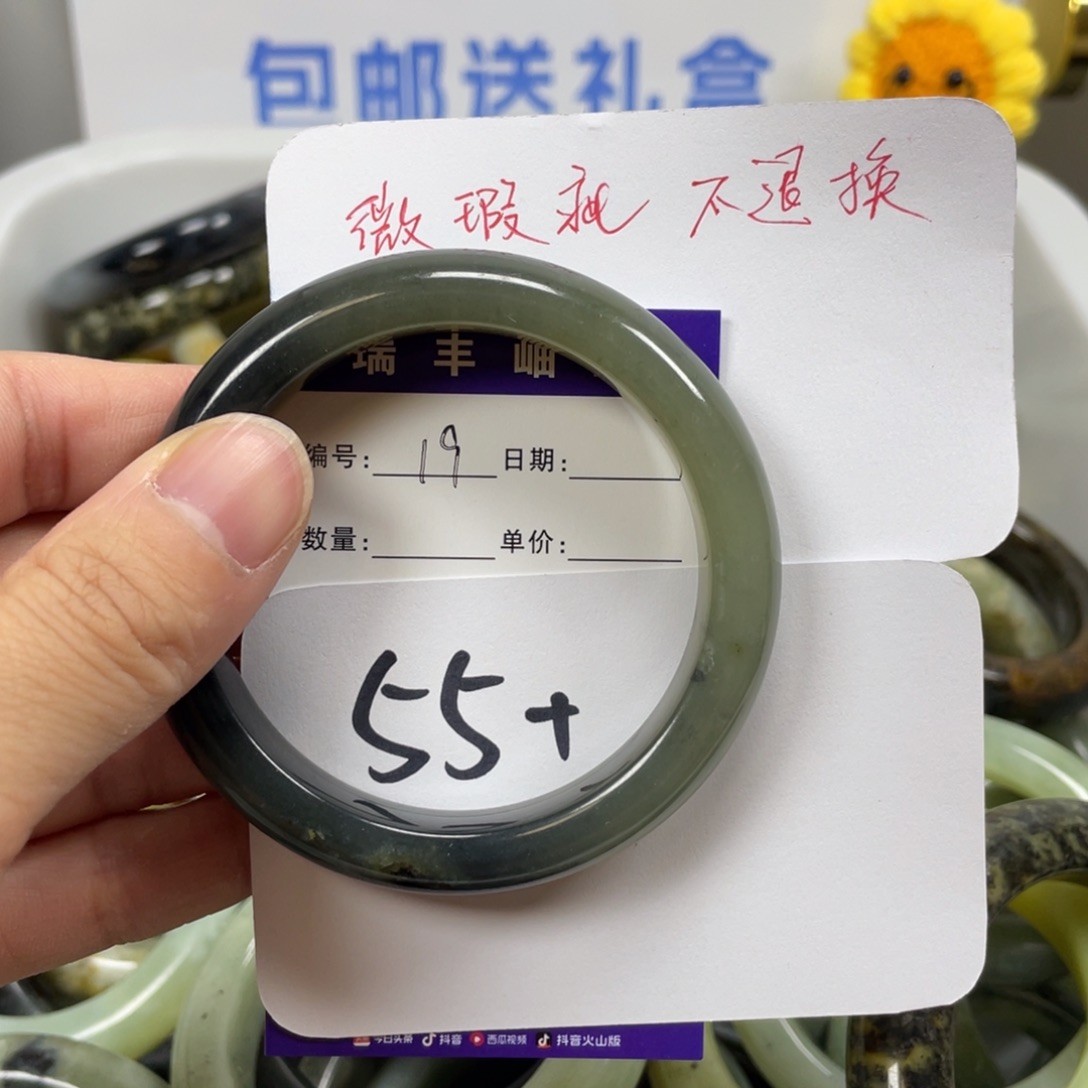 包邮送礼盒
微瑕疵 不退换
瑞丰岫
编号: 19 日期:
数量: 单价:
55+
今日头条 抖音 西瓜视频 抖音火山版